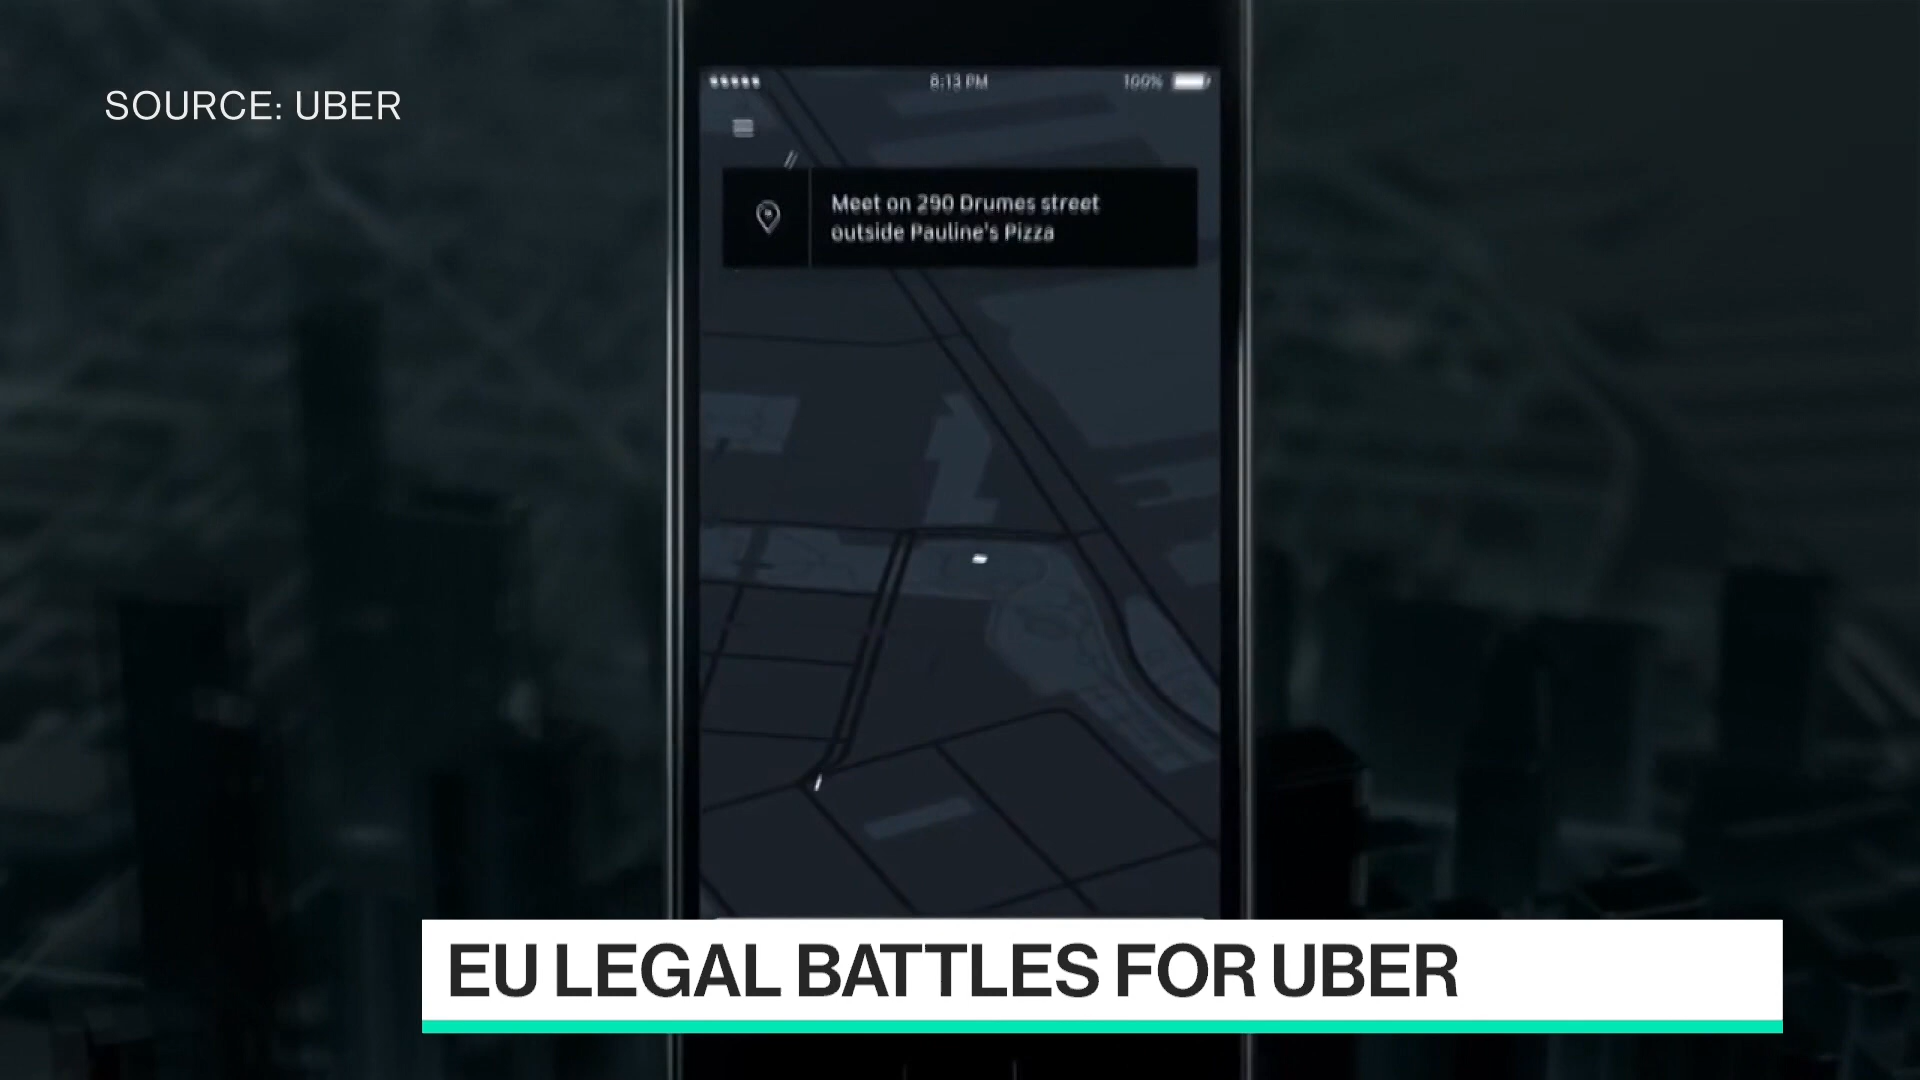 SOURCE: UBER
8:13 PM
100%
Meet on 290 Drumes street
outside Pauline's Pizza
EU LEGAL BATTLES FOR UBER